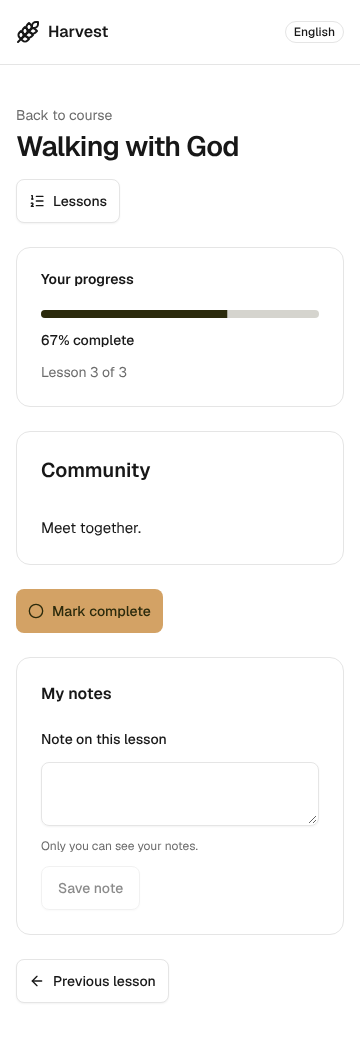 Harvest
English
Back to course
Walking with God
Lessons
Your progress
67% complete
Lesson 3 of 3
Community
Meet together.
Mark complete
My notes
Note on this lesson
Only you can see your notes.
Save note
Previous lesson